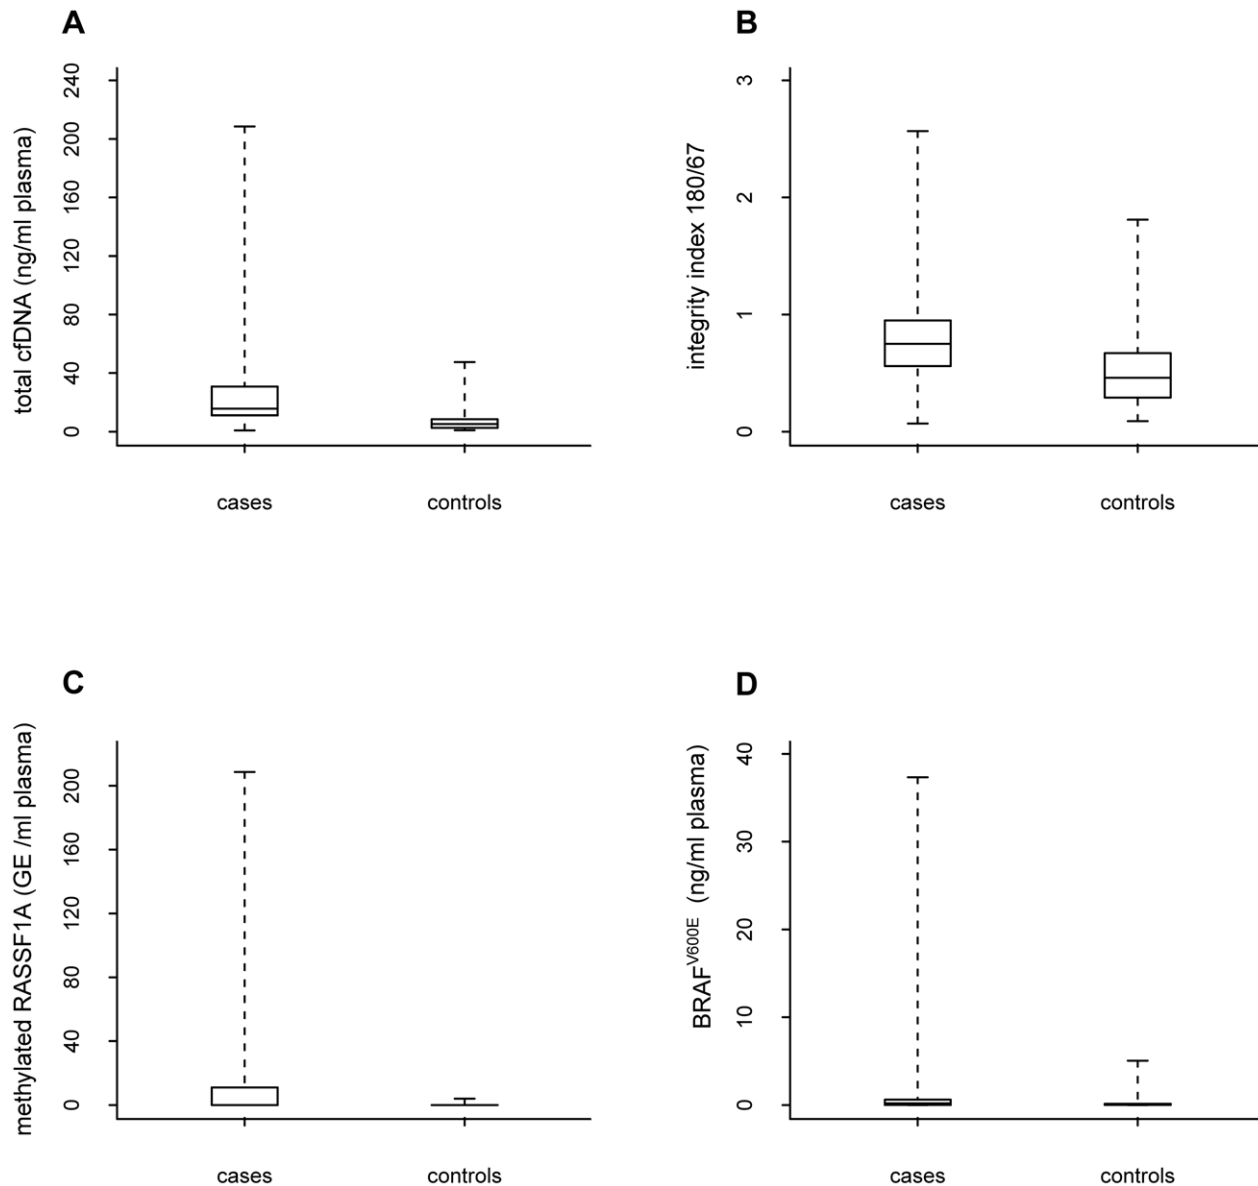 A
total cfDNA (ng/ml plasma)
240
200
160
120
80
40
0
cases
controls
B
integrity index 180/67
3
2
1
0
cases
controls
C
methylated RASSF1A (GE /ml plasma)
200
160
120
80
40
0
cases
controls
D
BRAF^V600E (ng/ml plasma)
40
30
20
10
0
cases
controls